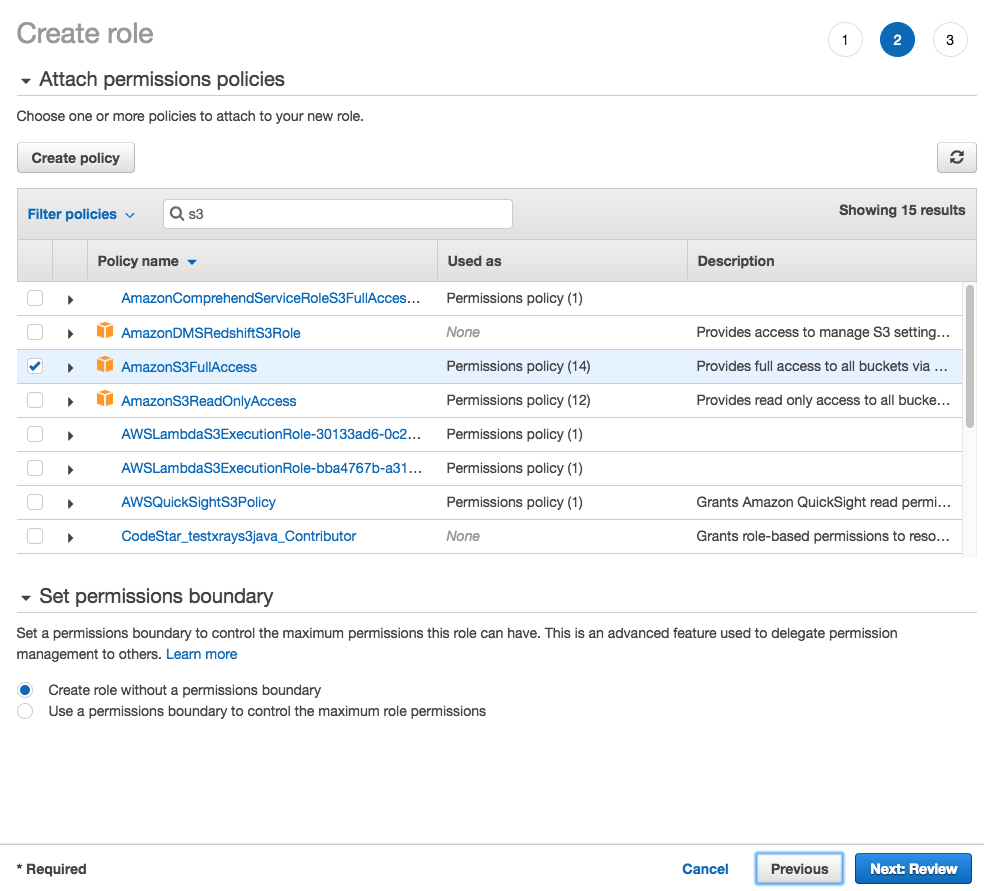 Create role
1 2 3
Attach permissions policies
Choose one or more policies to attach to your new role.
Create policy
Filter policies s3 Showing 15 results
Policy name Used as Description
AmazonComprehendServiceRoleS3FullAcces... Permissions policy (1)
AmazonDMSRedshiftS3Role None Provides access to manage S3 setting...
AmazonS3FullAccess Permissions policy (14) Provides full access to all buckets via ...
AmazonS3ReadOnlyAccess Permissions policy (12) Provides read only access to all bucke...
AWSLambdaS3ExecutionRole-30133ad6-0c2... Permissions policy (1)
AWSLambdaS3ExecutionRole-bba4767b-a31... Permissions policy (1)
AWSQuickSightS3Policy Permissions policy (1) Grants Amazon QuickSight read permi...
CodeStar_testxrays3java_Contributor None Grants role-based permissions to reso...
Set permissions boundary
Set a permissions boundary to control the maximum permissions this role can have. This is an advanced feature used to delegate permission
management to others. Learn more
Create role without a permissions boundary
Use a permissions boundary to control the maximum role permissions
* Required Cancel Previous Next: Review